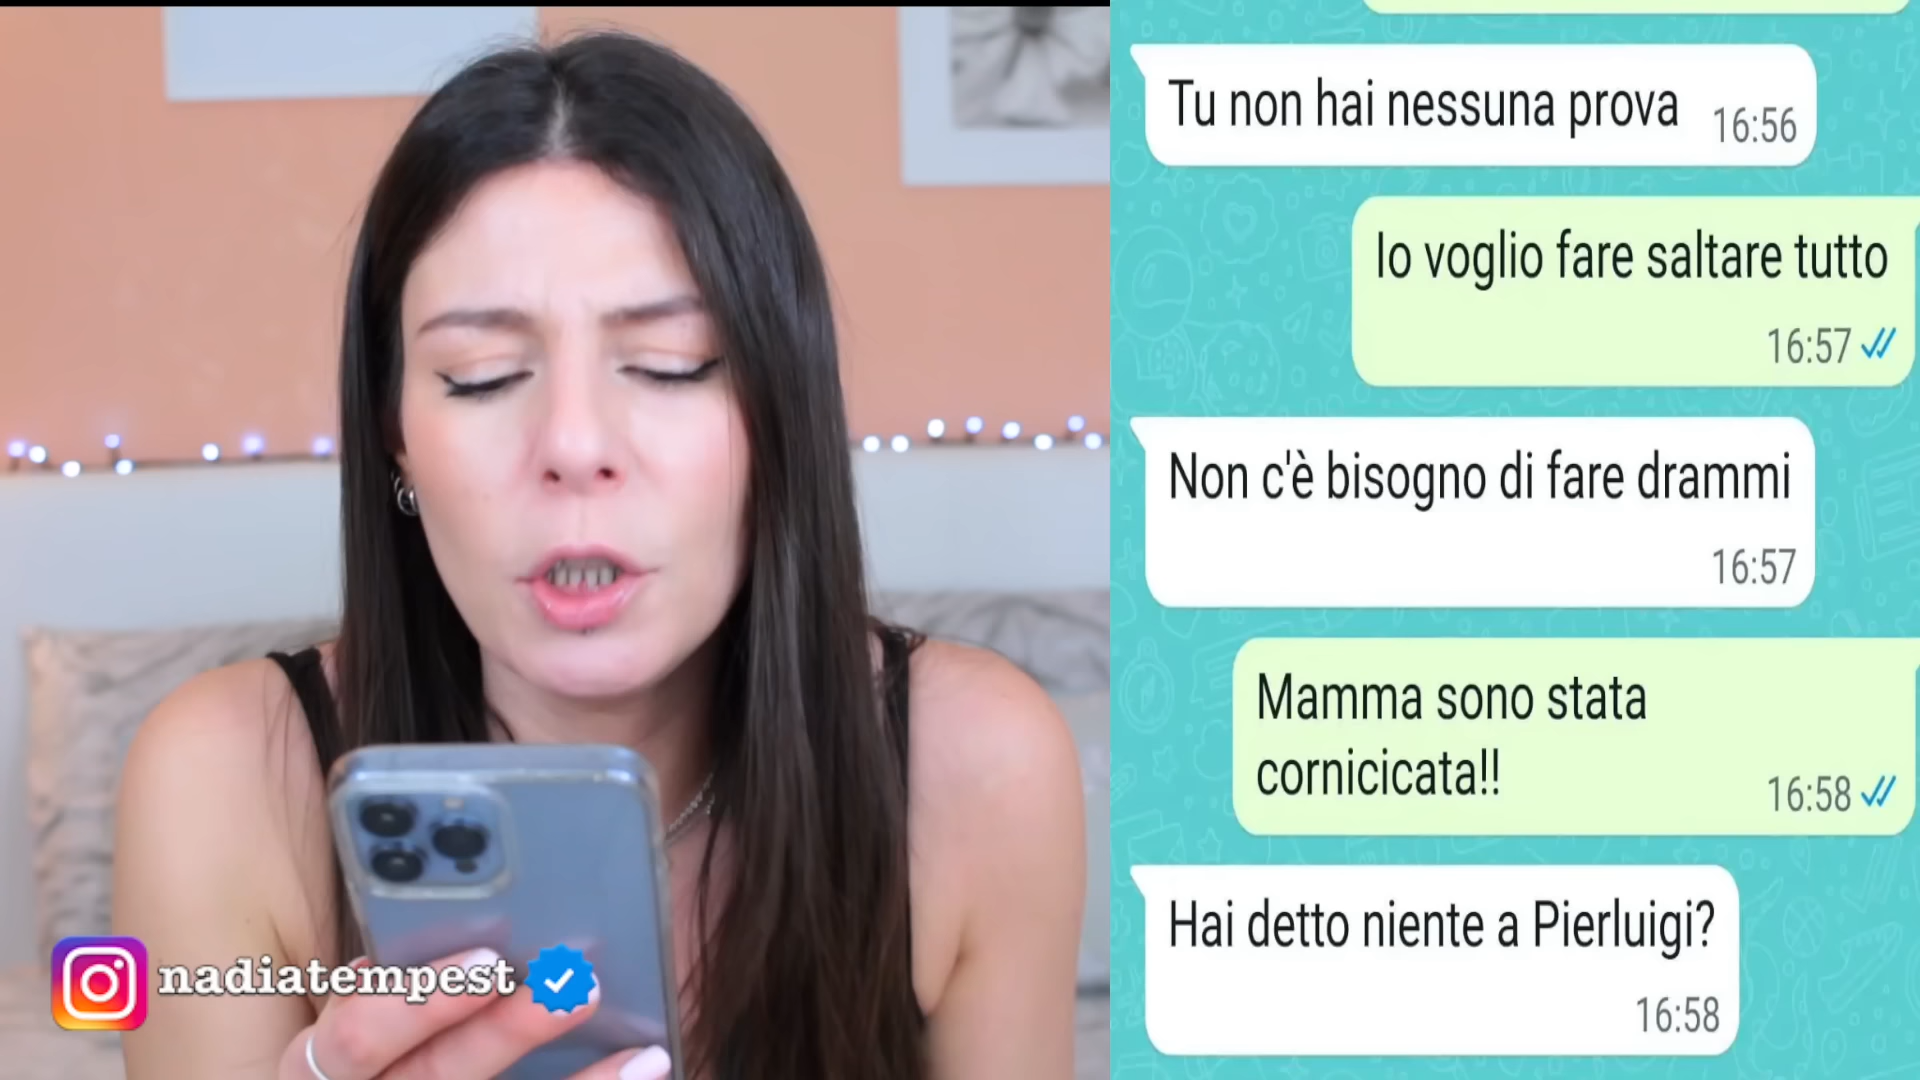 Tu non hai nessuna prova
16:56
Io voglio fare saltare tutto
16:57
Non c'è bisogno di fare drammi
16:57
Mamma sono stata
cornicicata!!
16:58
Hai detto niente a Pierluigi?
16:58
nadiatempest